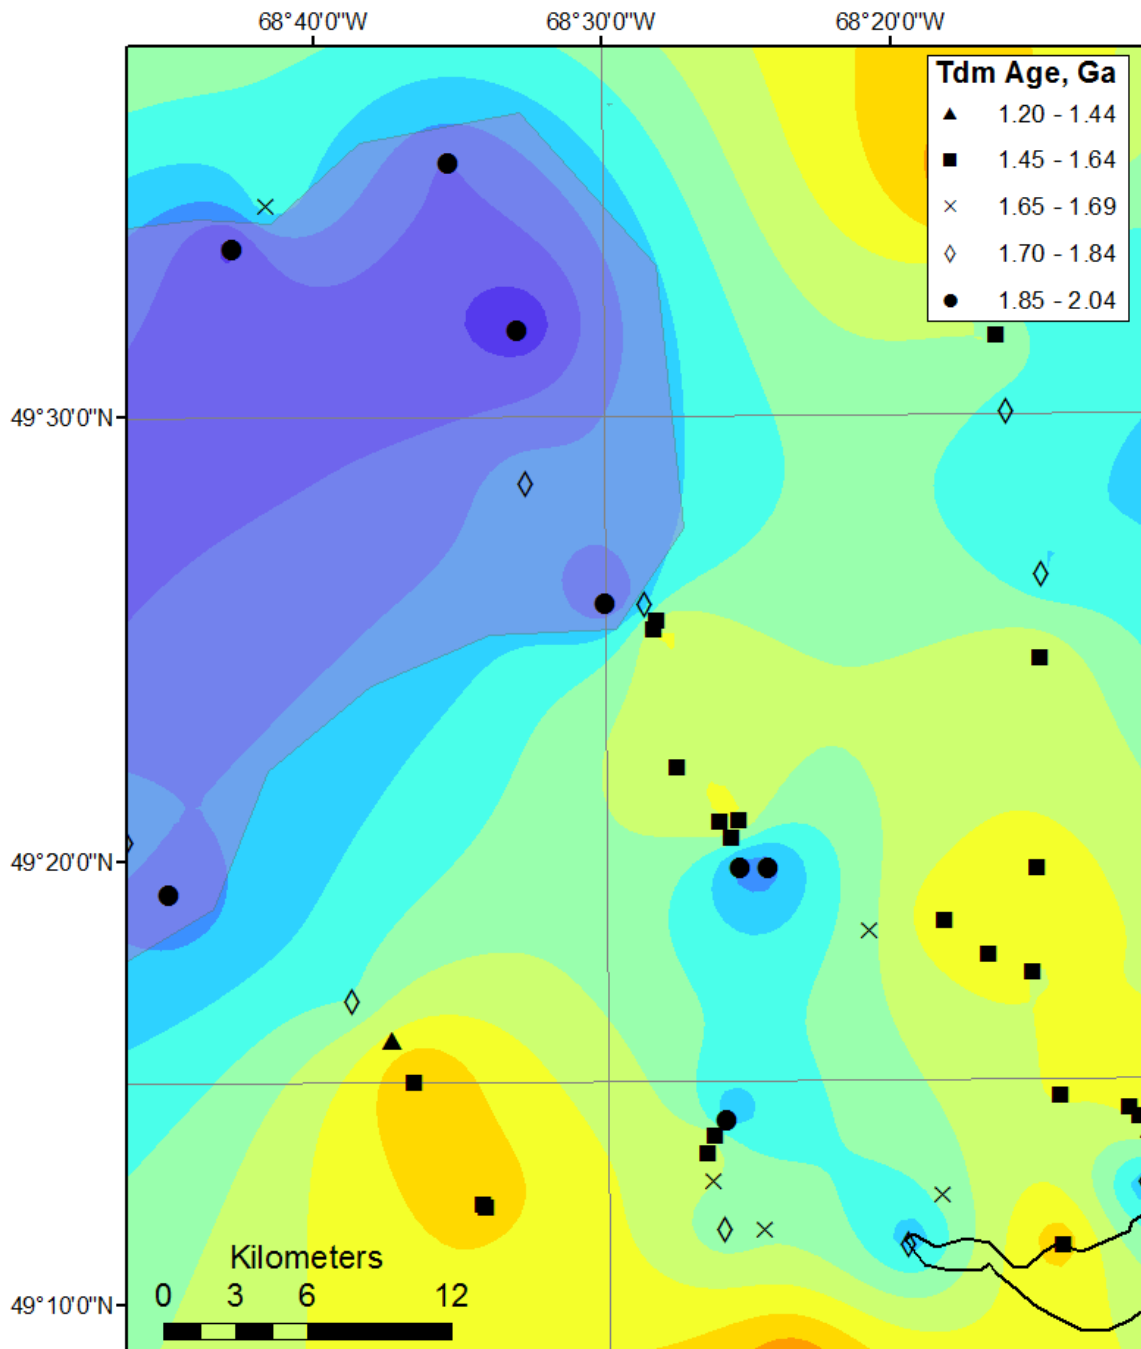 68°40'0"W 68°30'0"W 68°20'0"W
Tdm Age, Ga
1.20 - 1.44
1.45 - 1.64
1.65 - 1.69
1.70 - 1.84
1.85 - 2.04
49°30'0"N
49°20'0"N
49°10'0"N
Kilometers
0 3 6 12